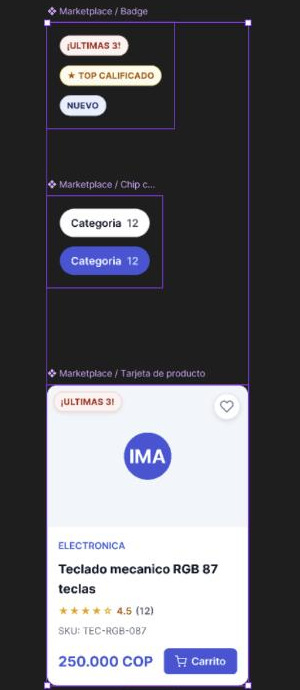 Marketplace / Badge
¡ULTIMAS 3!
★ TOP CALIFICADO
NUEVO
Marketplace / Chip c...
Categoria 12
Categoria 12
Marketplace / Tarjeta de producto
¡ULTIMAS 3!
IMA
ELECTRONICA
Teclado mecanico RGB 87
teclas
★★★★☆ 4.5 (12)
SKU: TEC-RGB-087
250.000 COP Carrito